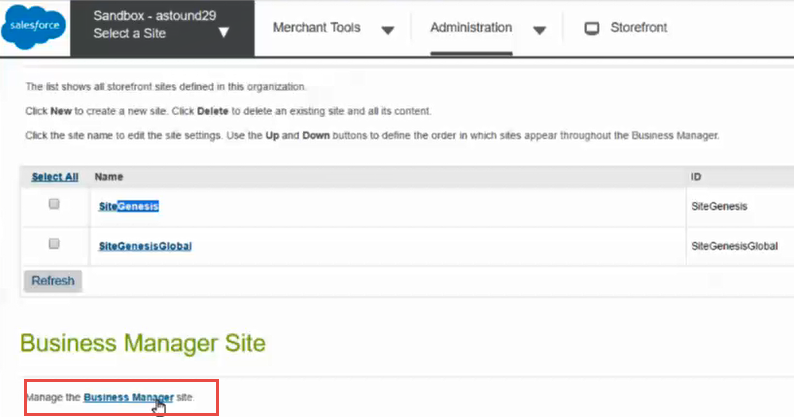 salesforce
Sandbox - astound29
Select a Site
Merchant Tools
Administration
Storefront
The list shows all storefront sites defined in this organization.
Click New to create a new site. Click Delete to delete an existing site and all its content.
Click the site name to edit the site settings. Use the Up and Down buttons to define the order in which sites appear throughout the Business Manager.
Select All Name ID
SiteGenesis SiteGenesis
SiteGenesisGlobal SiteGenesisGlobal
Refresh
Business Manager Site
Manage the Business Manager site.